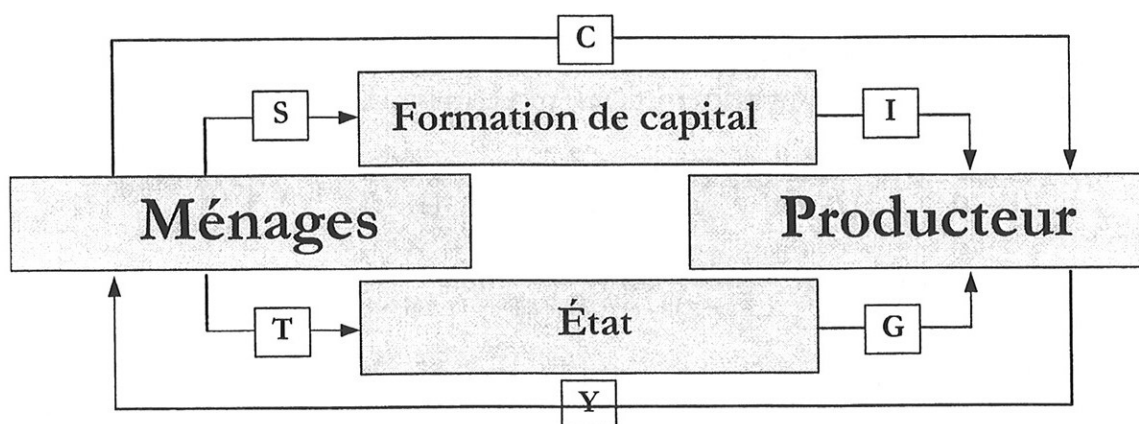 C
S
Formation de capital
I
Ménages
Producteur
T
État
G
Y